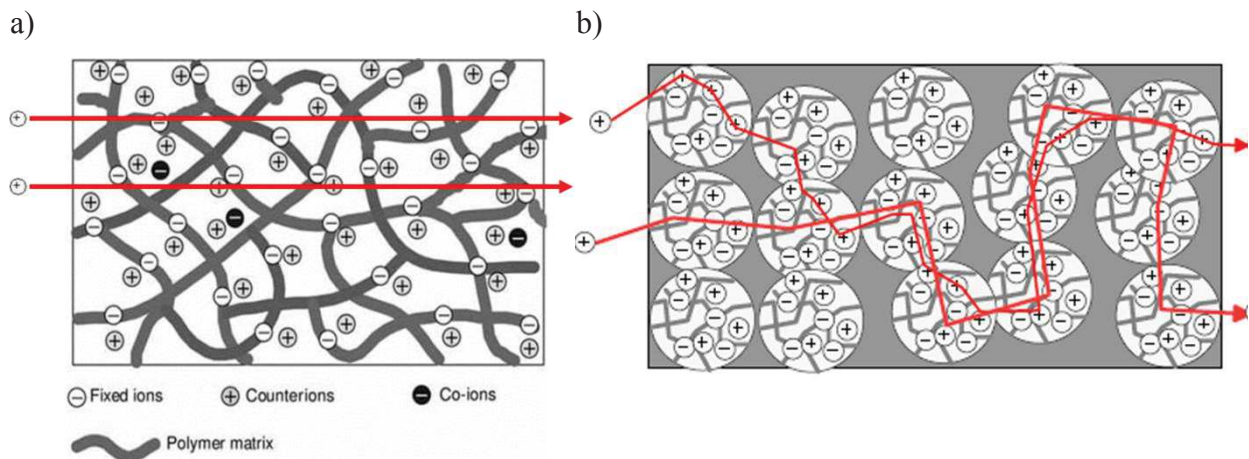 a)
b)
Fixed ions
Counterions
Co-ions
Polymer matrix